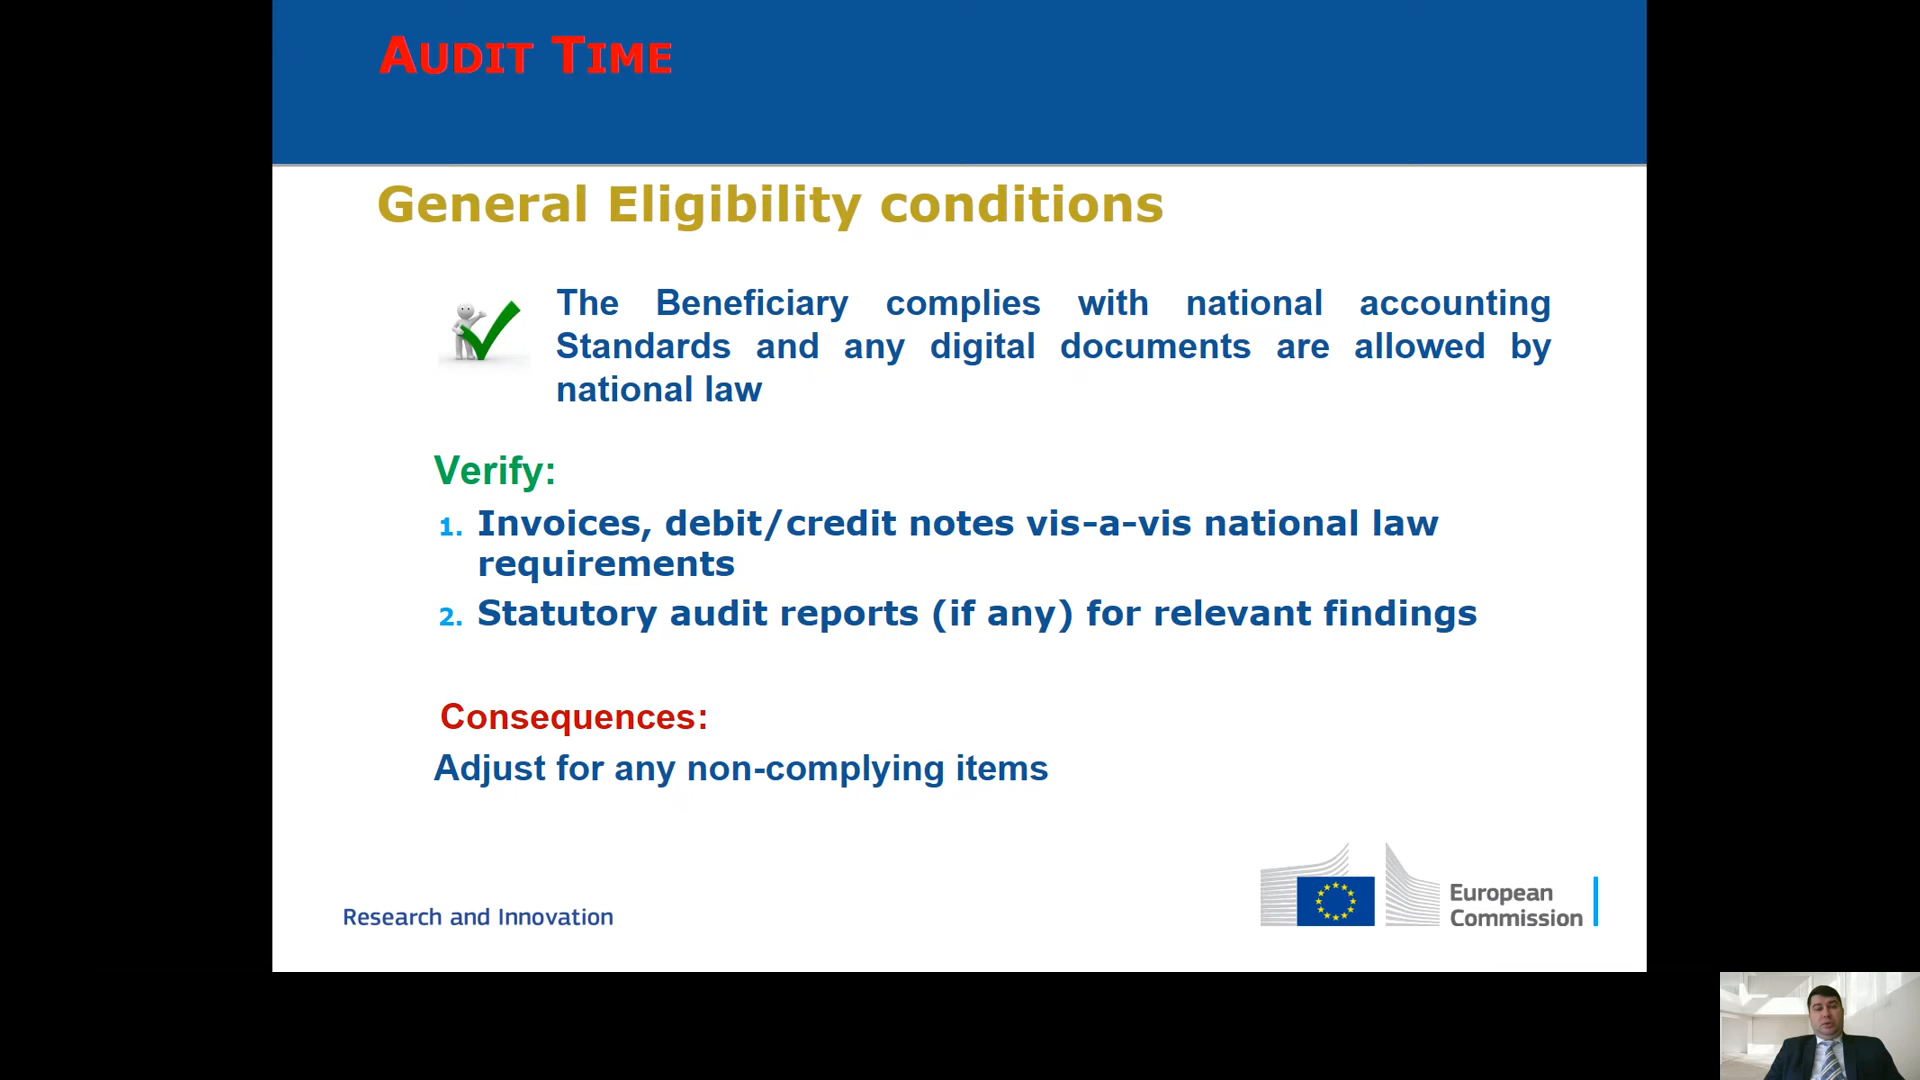 AUDIT TIME
General Eligibility conditions
The Beneficiary complies with national accounting
Standards and any digital documents are allowed by
national law
Verify:
1. Invoices, debit/credit notes vis-a-vis national law
requirements
2. Statutory audit reports (if any) for relevant findings
Consequences:
Adjust for any non-complying items
Research and Innovation
European
Commission